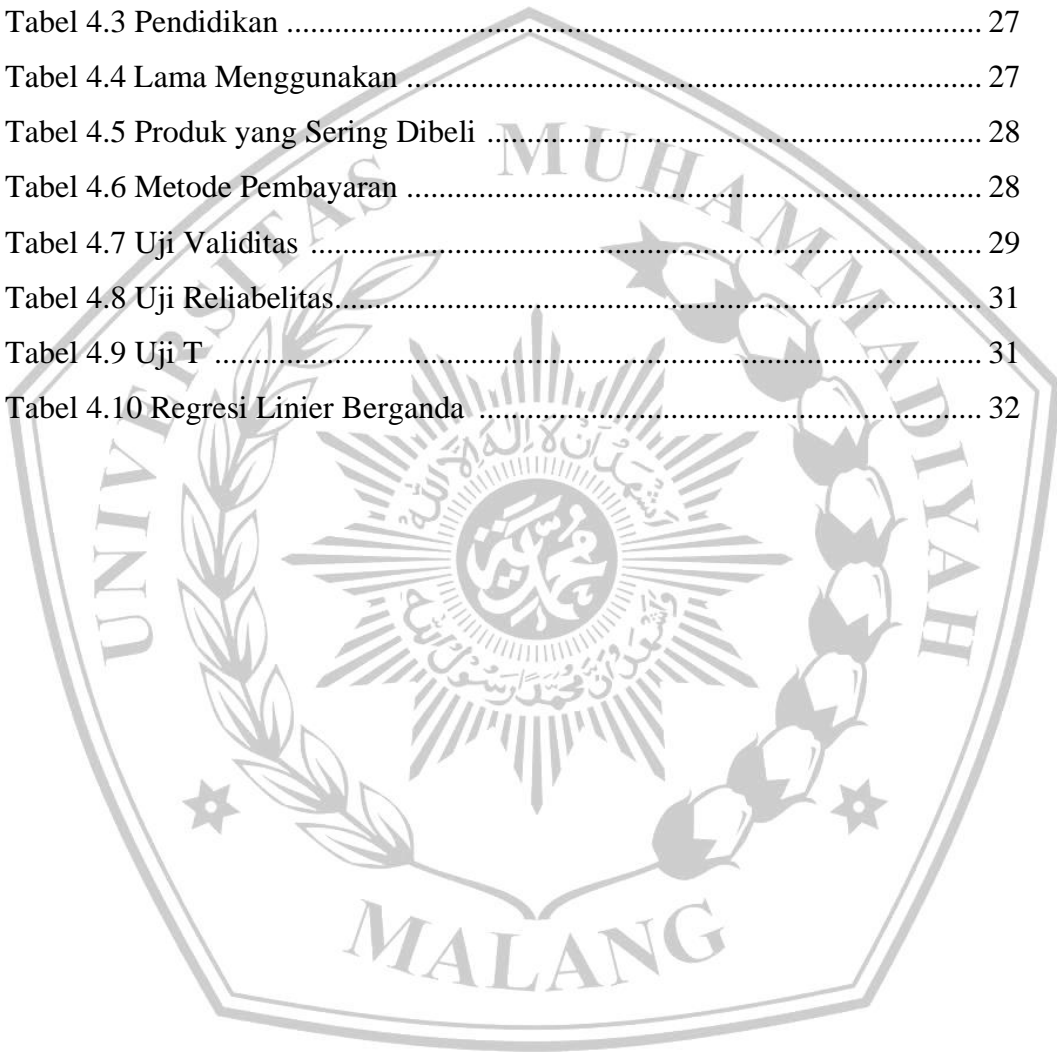 Tabel 4.3 Pendidikan ....................................................................................... 27
Tabel 4.4 Lama Menggunakan ........................................................................ 27
Tabel 4.5 Produk yang Sering Dibeli .............................................................. 28
Tabel 4.6 Metode Pembayaran ........................................................................ 28
Tabel 4.7 Uji Validitas .................................................................................... 29
Tabel 4.8 Uji Reliabelitas................................................................................. 31
Tabel 4.9 Uji T ................................................................................................ 31
Tabel 4.10 Regresi Linier Berganda ............................................................... 32
UNIVERSITAS MUHAMMADIYAH
MALANG